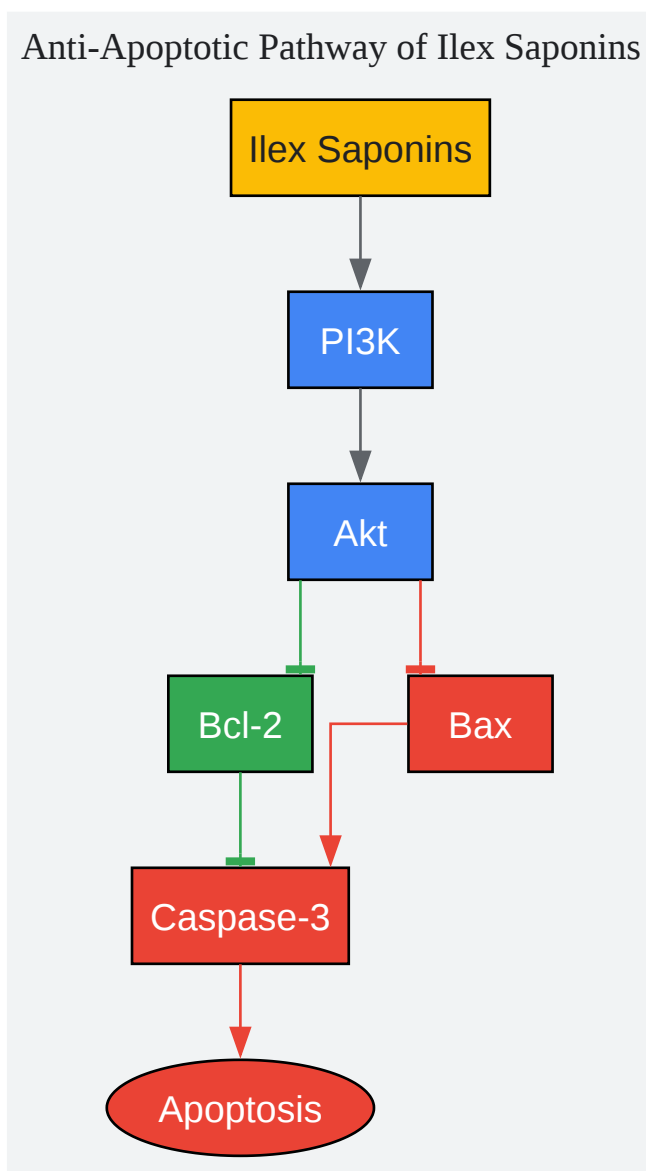 Anti-Apoptotic Pathway of Ilex Saponins
Ilex Saponins
PI3K
Akt
Bcl-2
Bax
Caspase-3
Apoptosis